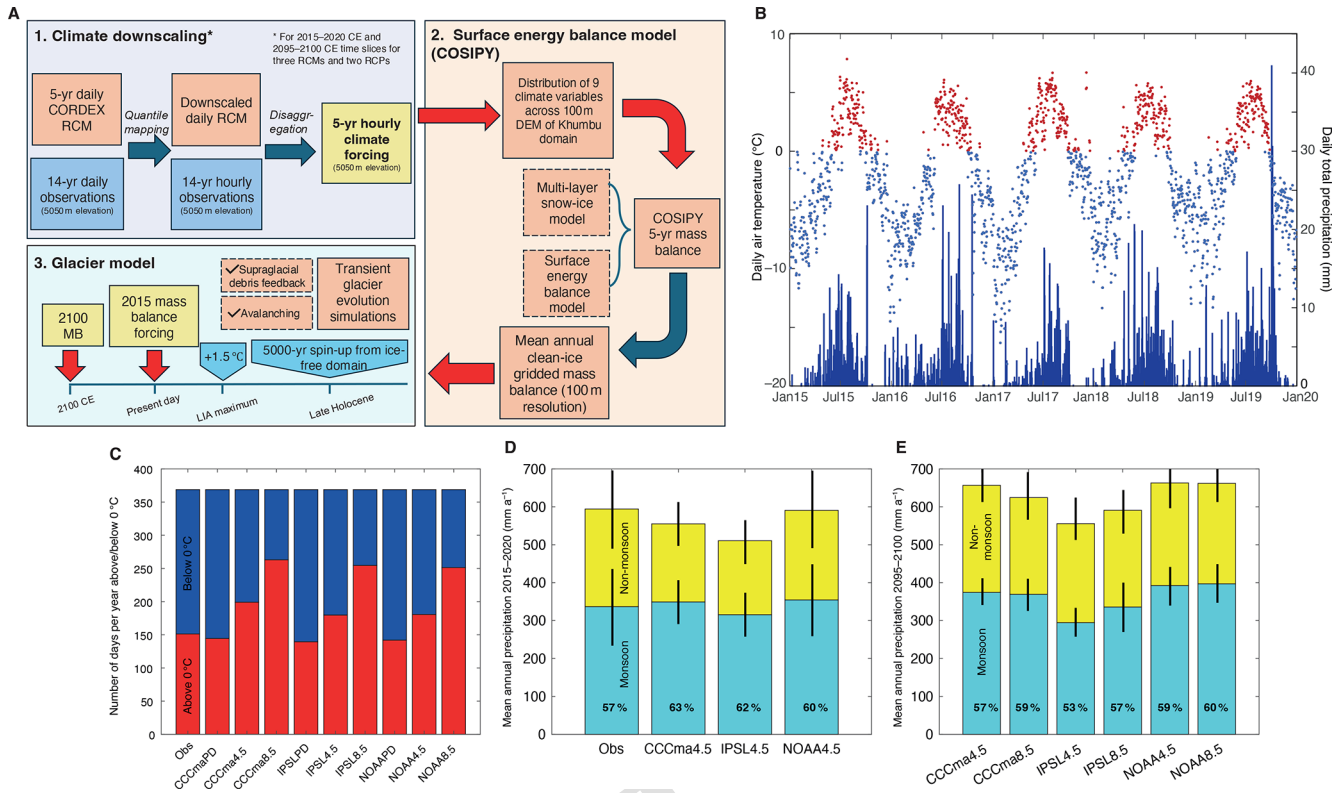 A
1. Climate downscaling*
* For 2015–2020 CE and
2095–2100 CE time slices for
three RCMs and two RCPs
5-yr daily
CORDEX
RCM
Quantile
mapping
Downscaled
daily RCM
Disaggr-
egation
5-yr hourly
climate
forcing
(5050 m elevation)
14-yr daily
observations
(5050 m elevation)
14-yr hourly
observations
(5050 m elevation)
2. Surface energy balance model
(COSIPY)
Distribution of 9
climate variables
across 100 m
DEM of Khumbu
domain
Multi-layer
snow-ice
model
Surface
energy
balance
model
COSIPY
5-yr mass
balance
Mean annual
clean-ice
gridded mass
balance (100 m
resolution)
3. Glacier model
2100
MB
2015 mass
balance
forcing
✓Supraglacial
debris feedback
✓Avalanching
Transient
glacier
evolution
simulations
+1.5 °C
5000-yr spin-up from ice-
free domain
2100 CE
Present day
LIA maximum
Late Holocene
B
Daily air temperature (°C)
10
0
−10
−20
Daily total precipitation (mm)
40
30
20
10
0
Jan15
July15
Jan16
July16
Jan17
July17
Jan18
July18
Jan19
July19
Jan20
C
Number of days per year above/below 0 °C
400
350
300
250
200
150
100
50
0
Below 0 °C
Above 0 °C
Obs
CCCmaPD
CCCma4.5
CCCma8.5
IPSLPD
IPSL4.5
IPSL8.5
NOAAPD
NOAA4.5
NOAA8.5
D
Mean annual precipitation 2015–2020 (mm a⁻¹)
700
600
500
400
300
200
100
0
Non-monsoon
Monsoon
57 %
63 %
62 %
60 %
Obs
CCCma4.5
IPSL4.5
NOAA4.5
E
Mean annual precipitation 2095–2100 (mm a⁻¹)
700
600
500
400
300
200
100
0
Non-
monsoon
Monsoon
57 %
59 %
53 %
57 %
59 %
60 %
CCCma4.5
CCCma8.5
IPSL4.5
IPSL8.5
NOAA4.5
NOAA8.5